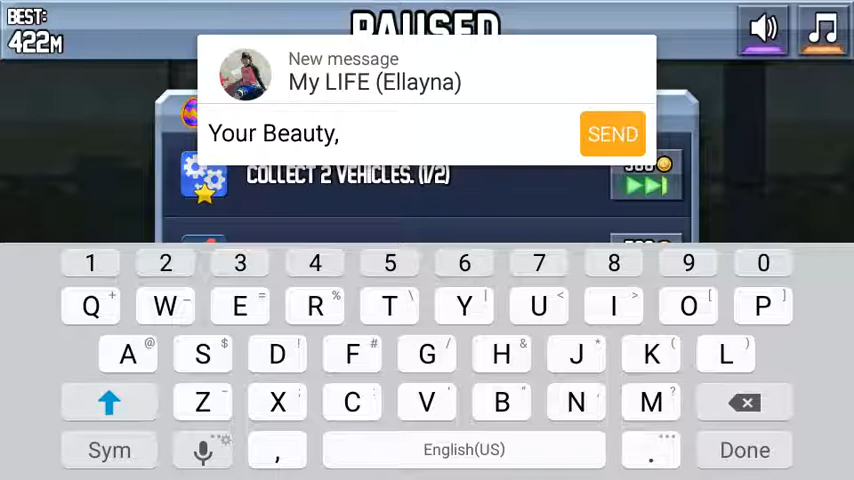 BEST:
422M
PAUSED
New message
My LIFE (Ellayna)
Your Beauty,
SEND
COLLECT 2 VEHICLES. (1/2)
1 2 3 4 5 6 7 8 9 0
Q + W - E = R % T \ Y | U < I > O [ P ]
A @ S $ D ! F # G / H & J * K ( L )
Z - X ; C : V ' B " N , M ?
Sym , English(US) . Done